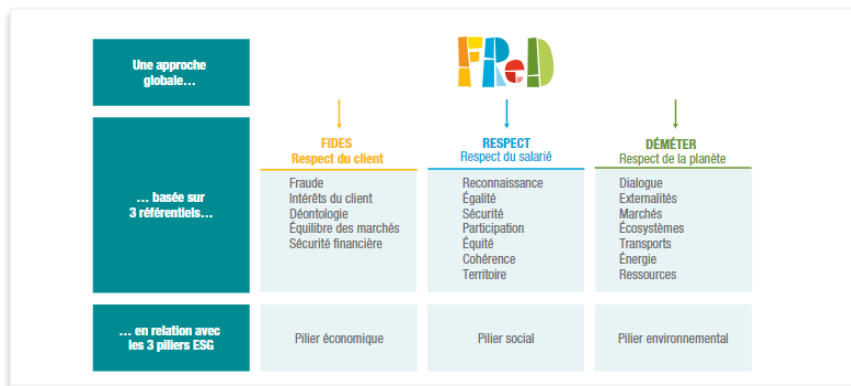 Une approche
globale…
FReD
FIDES
Respect du client
RESPECT
Respect du salarié
DÉMÉTER
Respect de la planète
… basée sur
3 référentiels…
Fraude
Intérêts du client
Déontologie
Équilibre des marchés
Sécurité financière
Reconnaissance
Égalité
Sécurité
Participation
Équité
Cohérence
Territoire
Dialogue
Externalités
Marchés
Écosystèmes
Transports
Énergie
Ressources
… en relation avec
les 3 piliers ESG
Pilier économique
Pilier social
Pilier environnemental